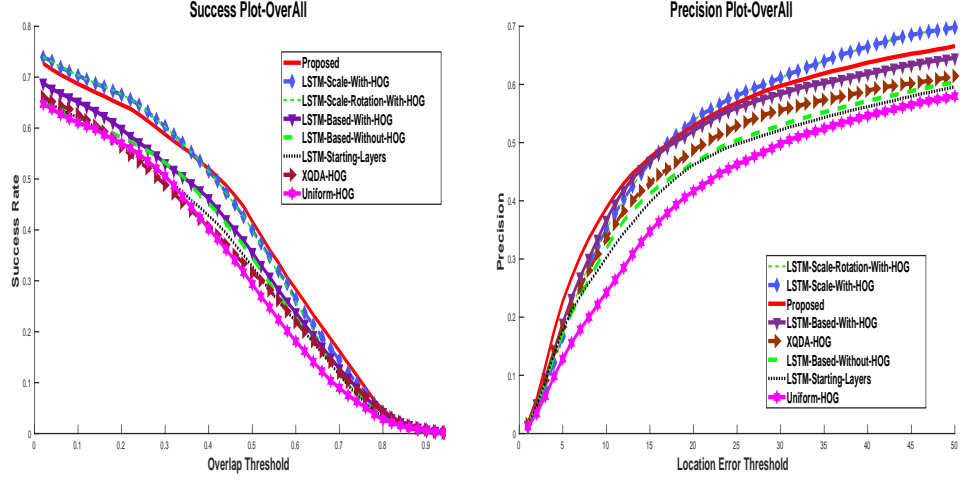 Success Plot-OverAll
0.8
0.7
0.6
0.5
0.4
0.3
0.2
0.1
0
Success Rate
Proposed
LSTM-Scale-With-HOG
LSTM-Scale-Rotation-With-HOG
LSTM-Based-With-HOG
LSTM-Based-Without-HOG
LSTM-Starting-Layers
XQDA-HOG
Uniform-HOG
0 0.1 0.2 0.3 0.4 0.5 0.6 0.7 0.8 0.9
Overlap Threshold
Precision Plot-OverAll
0.7
0.6
0.5
0.4
0.3
0.2
0.1
0
Precision
LSTM-Scale-Rotation-With-HOG
LSTM-Scale-With-HOG
Proposed
LSTM-Based-With-HOG
XQDA-HOG
LSTM-Based-Without-HOG
LSTM-Starting-Layers
Uniform-HOG
0 5 10 15 20 25 30 35 40 45 50
Location Error Threshold